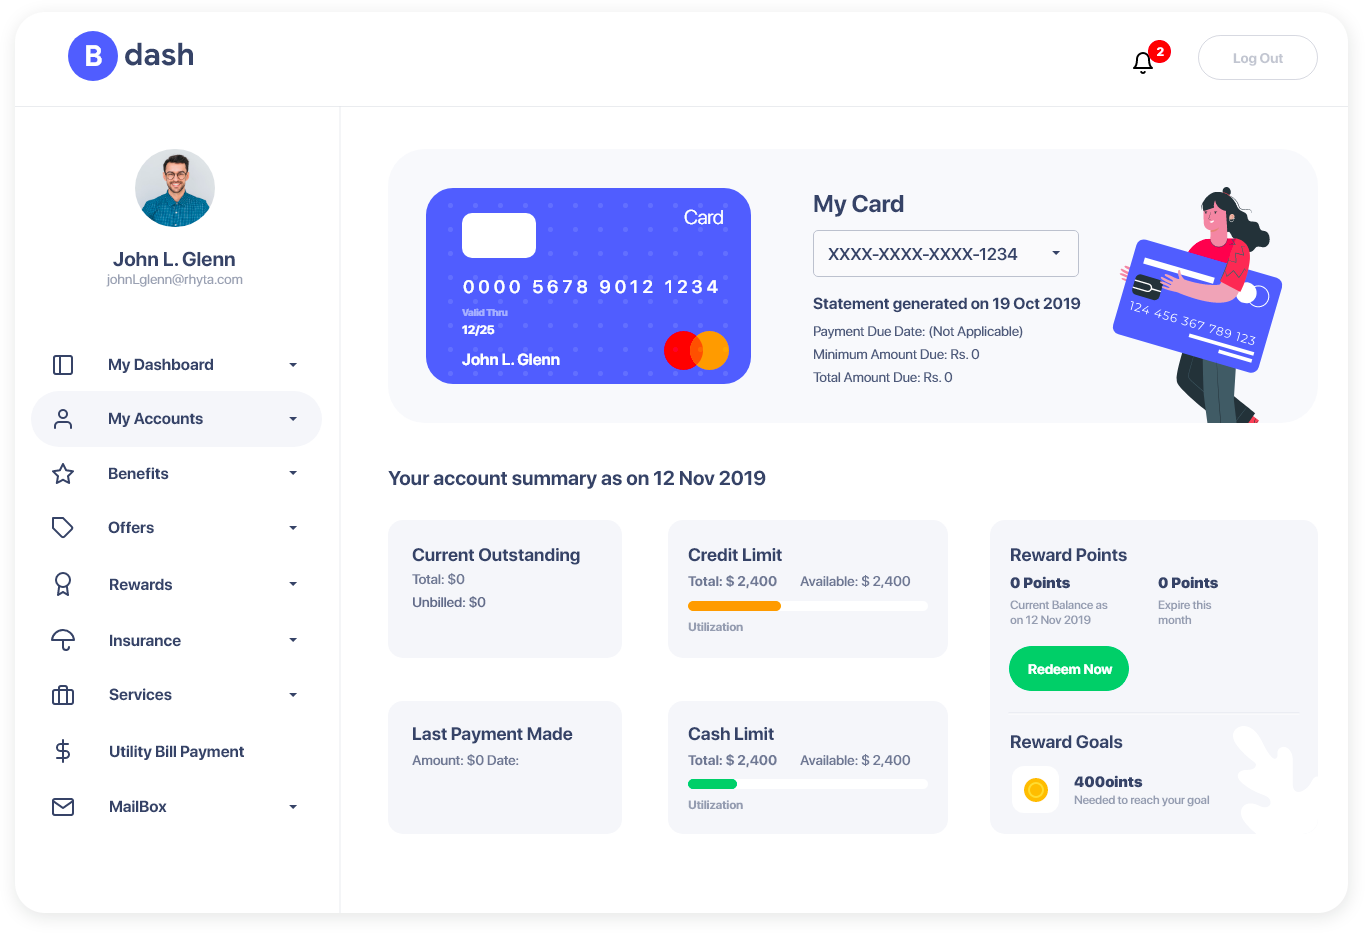 B dash
2
Log Out
John L. Glenn
johnLglenn@rhyta.com
My Dashboard
My Accounts
Benefits
Offers
Rewards
Insurance
Services
Utility Bill Payment
MailBox
Card
0000 5678 9012 1234
Valid Thru
12/25
John L. Glenn
My Card
XXXX-XXXX-XXXX-1234
Statement generated on 19 Oct 2019
Payment Due Date: (Not Applicable)
Minimum Amount Due: Rs. 0
Total Amount Due: Rs. 0
124 456 367 789 123
Your account summary as on 12 Nov 2019
Current Outstanding
Total: $0
Unbilled: $0
Credit Limit
Total: $ 2,400 Available: $ 2,400
Utilization
Last Payment Made
Amount: $0 Date:
Cash Limit
Total: $ 2,400 Available: $ 2,400
Utilization
Reward Points
0 Points
Current Balance as
on 12 Nov 2019
0 Points
Expire this
month
Redeem Now
Reward Goals
400oints
Needed to reach your goal